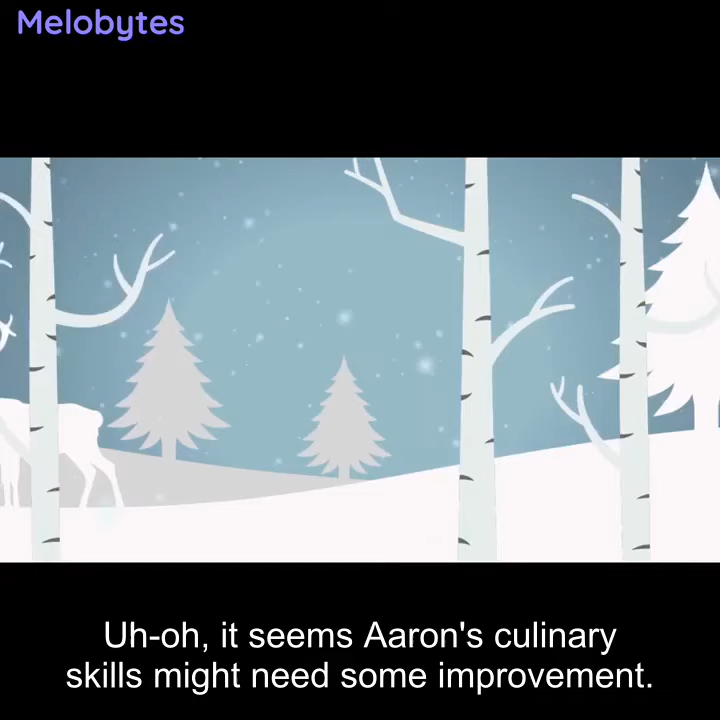 Melobytes
Uh-oh, it seems Aaron's culinary
skills might need some improvement.